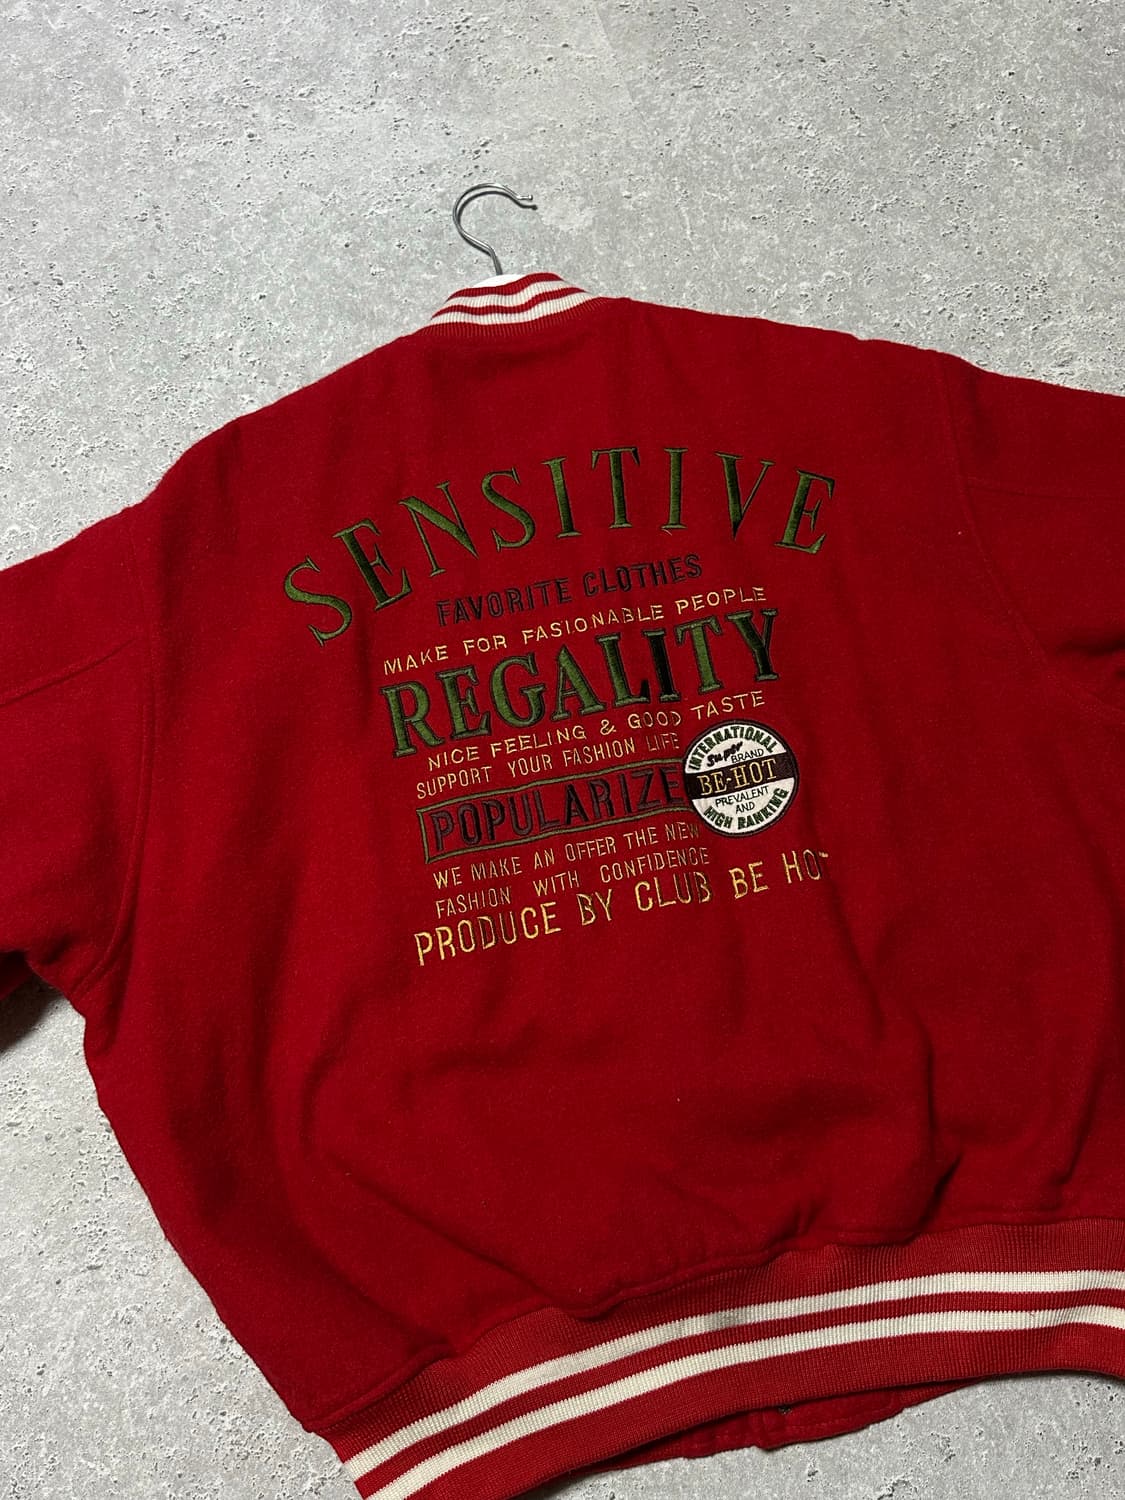 SENSITIVE
FAVORITE CLOTHES
MAKE FOR FASIONABLE PEOPLE
REGALITY
NICE FEELING & GOOD TASTE
SUPPORT YOUR FASHION LIFE
POPULARIZE
INTERNATIONAL
Super
BRAND
BE-HOT
PREVALENT
AND
HIGH RANKING
WE MAKE AN OFFER THE NEW
FASHION WITH CONFIDENCE
PRODUCE BY CLUB BE HOT